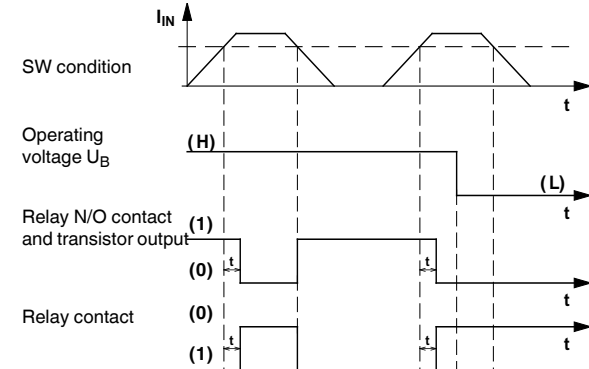 I_IN
SW condition
t
Operating
voltage U_B
(H)
(L)
t
Relay N/O contact
and transistor output
(1)
(0)
t
t
t
Relay contact
(0)
(1)
t
t
t